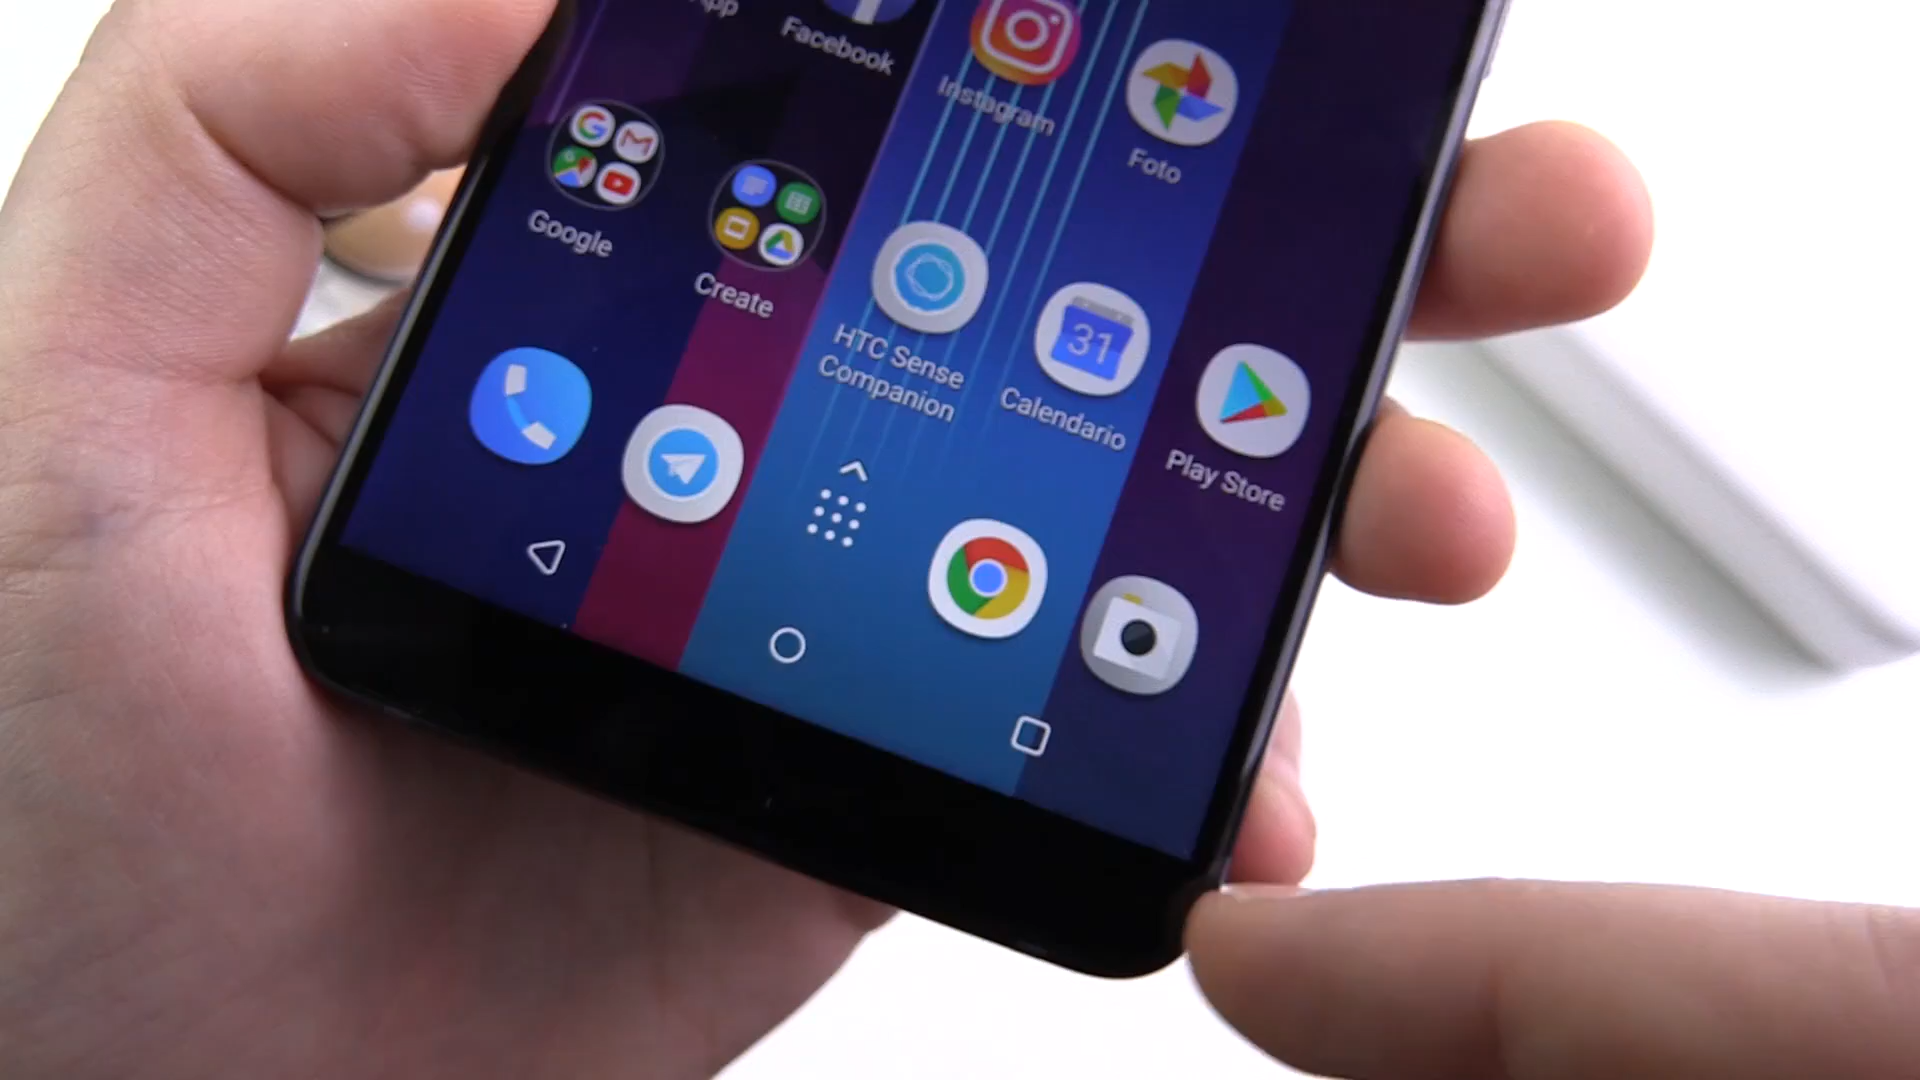 Facebook
Instagram
Foto
Google
Create
HTC Sense
Companion
31
Calendario
Play Store